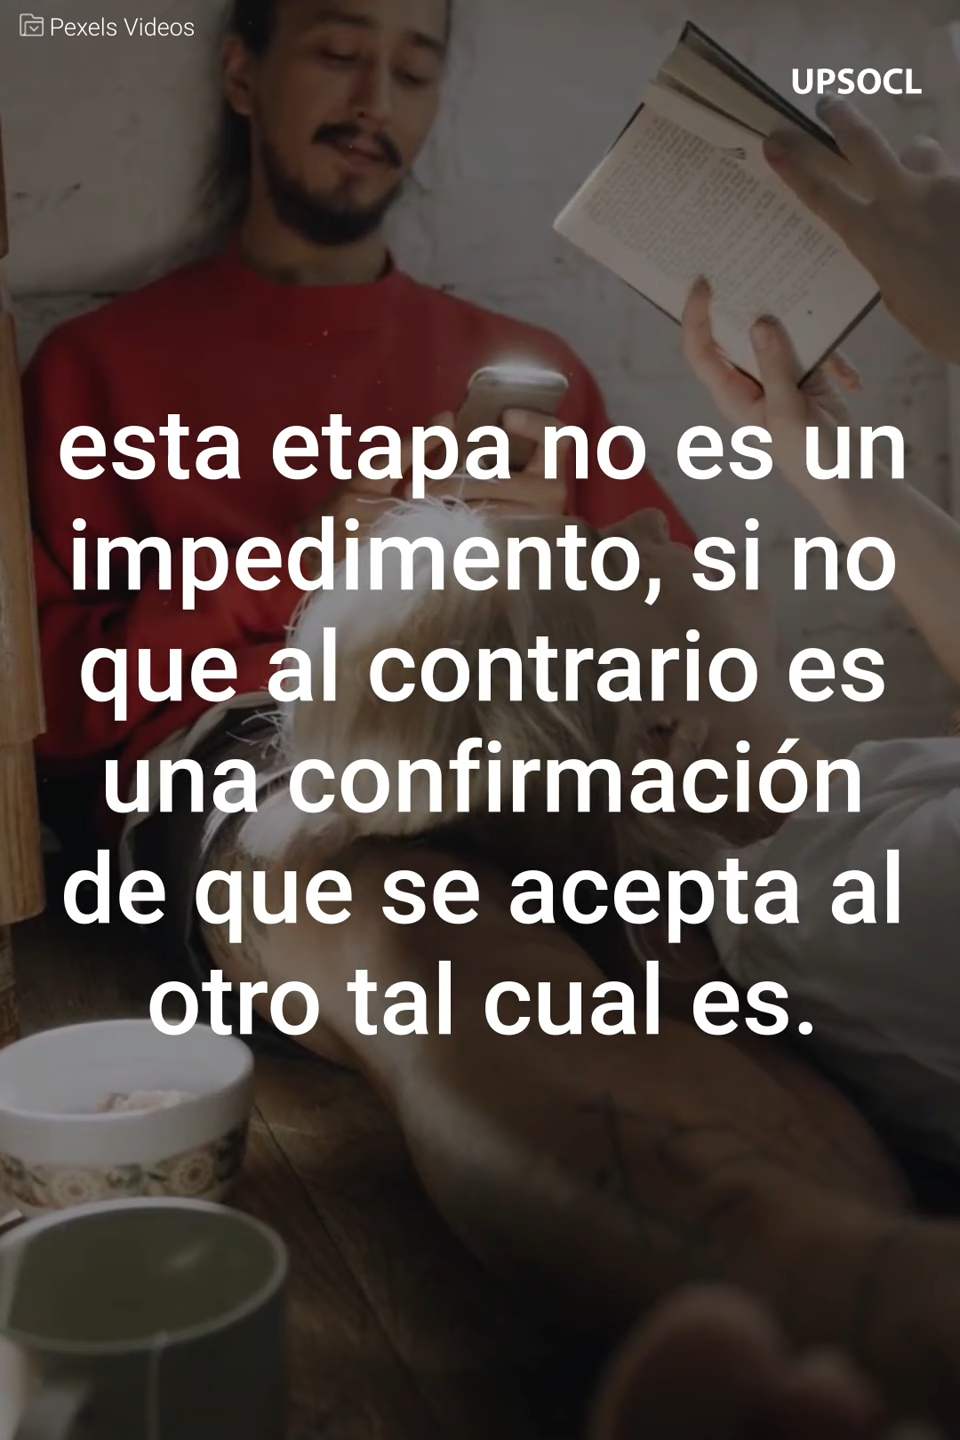 Pexels Videos
UPSOCL
esta etapa no es un
impedimento, si no
que al contrario es
una confirmación
de que se acepta al
otro tal cual es.